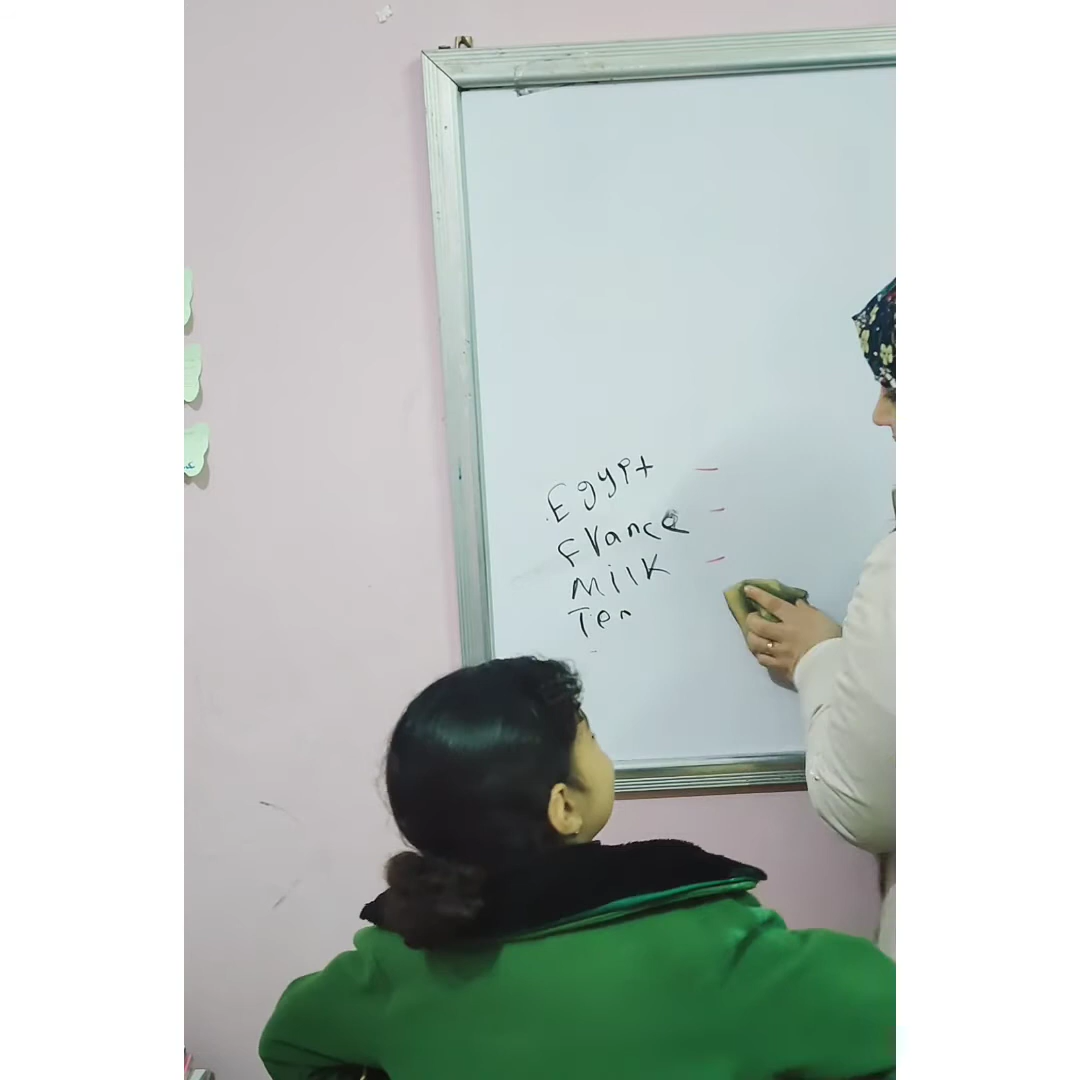 Egypt —
France —
Milk —
Ten